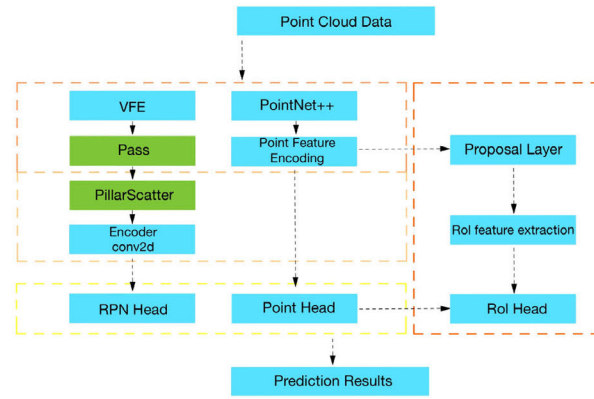 Point Cloud Data
VFE
PointNet++
Pass
Point Feature
Encoding
Proposal Layer
PillarScatter
Encoder
conv2d
RoI feature extraction
RPN Head
Point Head
RoI Head
Prediction Results